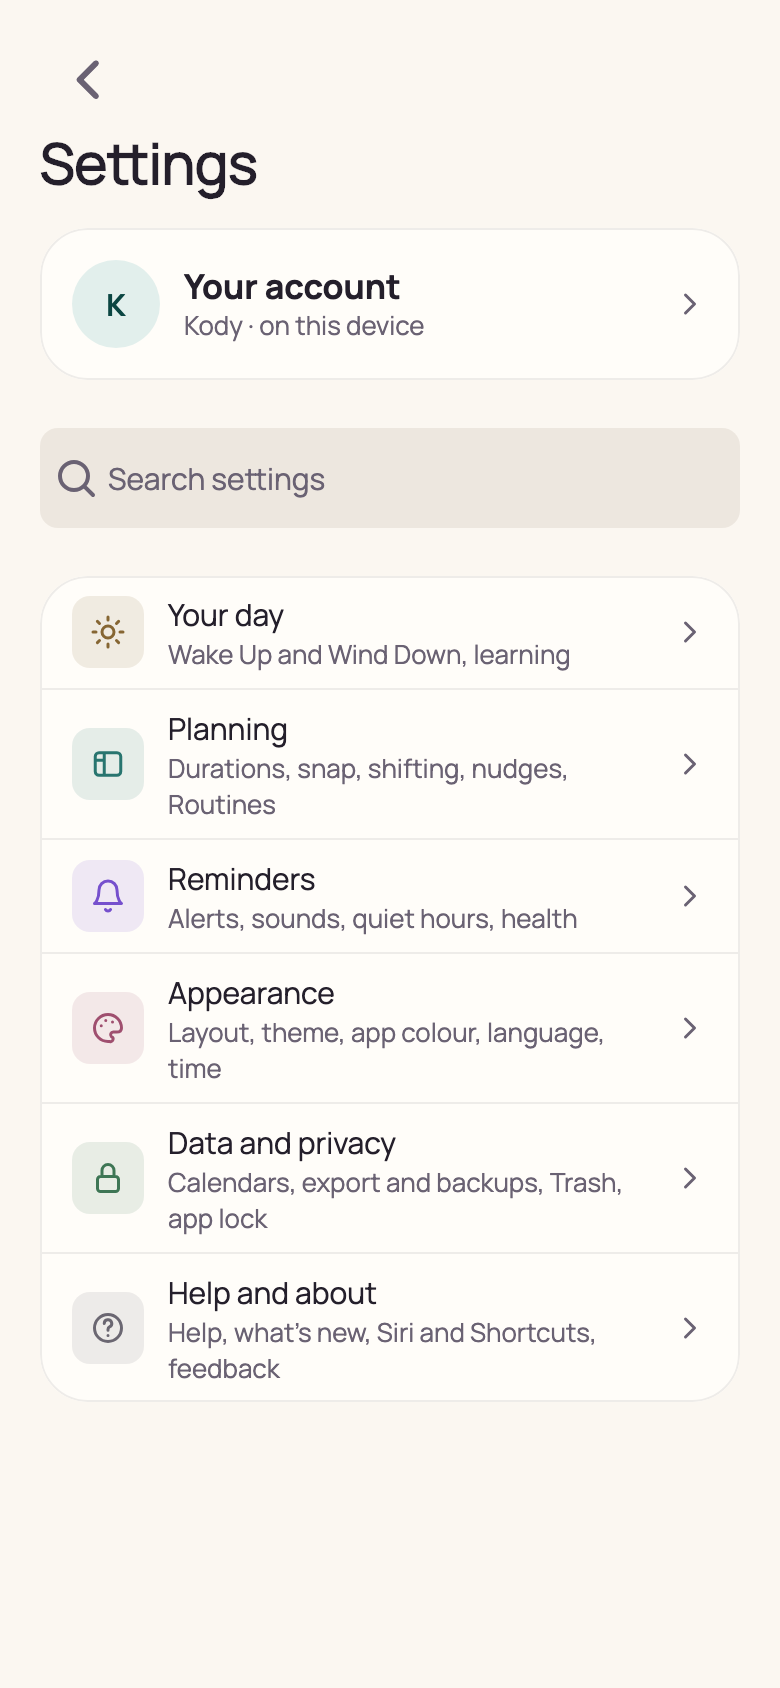 Settings
K
Your account
Kody · on this device
Search settings
Your day
Wake Up and Wind Down, learning
Planning
Durations, snap, shifting, nudges,
Routines
Reminders
Alerts, sounds, quiet hours, health
Appearance
Layout, theme, app colour, language,
time
Data and privacy
Calendars, export and backups, Trash,
app lock
Help and about
Help, what’s new, Siri and Shortcuts,
feedback